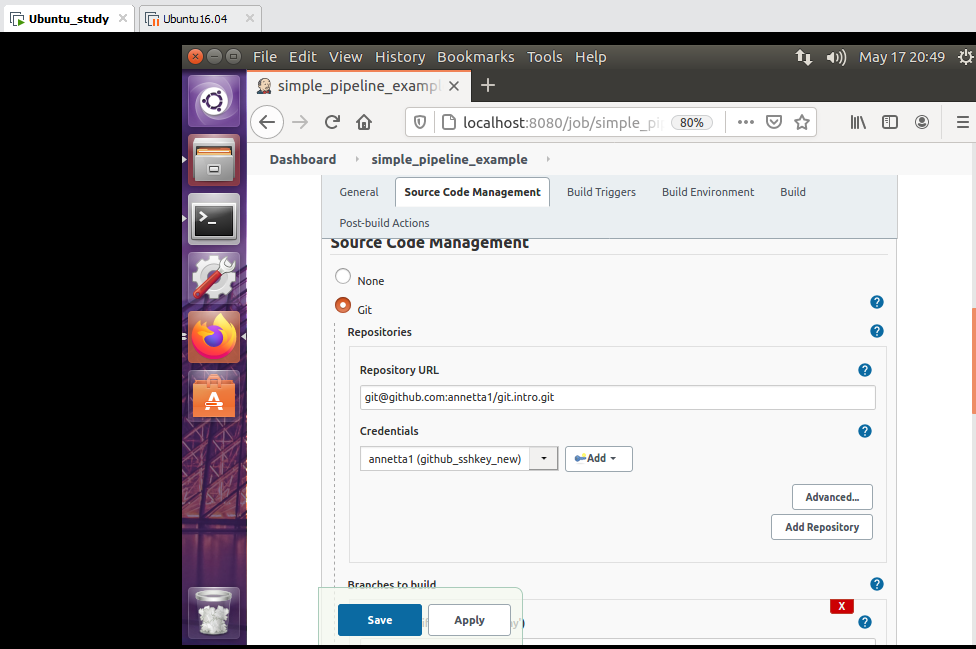 Ubuntu_study
Ubuntu16.04
File Edit View History Bookmarks Tools Help
May 17 20:49
simple_pipeline_exampl
localhost:8080/job/simple_pi
80%
Dashboard
simple_pipeline_example
General
Source Code Management
Build Triggers
Build Environment
Build
Post-build Actions
Source Code Management
None
Git
?
Repositories
?
Repository URL
?
git@github.com:annetta1/git.intro.git
Credentials
?
annetta1 (github_sshkey_new)
Add
Advanced...
Add Repository
Branches to build
?
X
?
Save
Apply